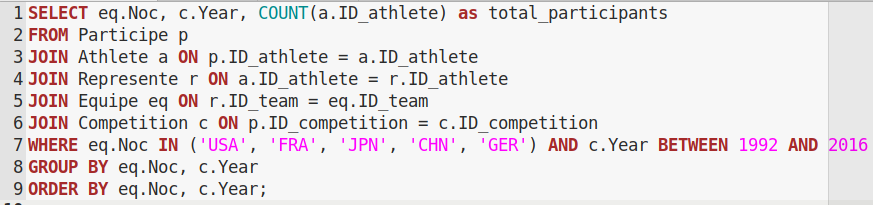 1 SELECT eq.Noc, c.Year, COUNT(a.ID_athlete) as total_participants
2 FROM Participe p
3 JOIN Athlete a ON p.ID_athlete = a.ID_athlete
4 JOIN Represente r ON a.ID_athlete = r.ID_athlete
5 JOIN Equipe eq ON r.ID_team = eq.ID_team
6 JOIN Competition c ON p.ID_competition = c.ID_competition
7 WHERE eq.Noc IN ('USA', 'FRA', 'JPN', 'CHN', 'GER') AND c.Year BETWEEN 1992 AND 2016
8 GROUP BY eq.Noc, c.Year
9 ORDER BY eq.Noc, c.Year;